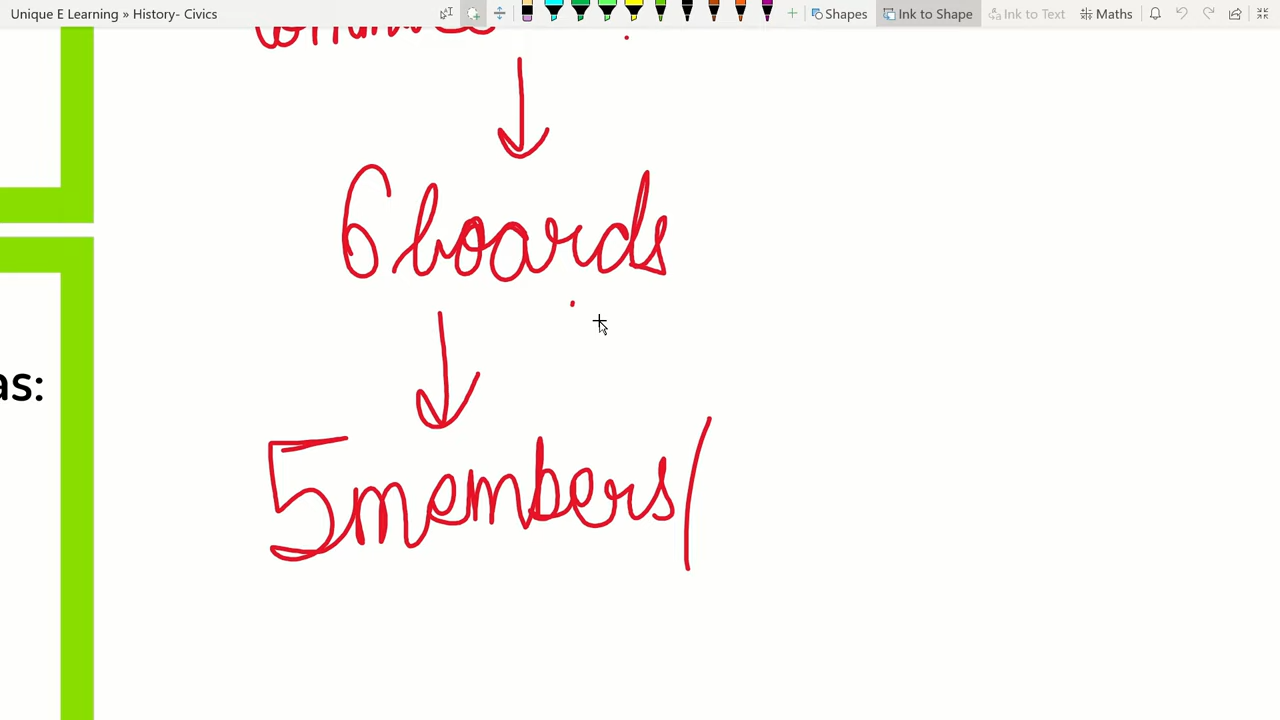 Unique E Learning » History- Civics
Shapes Ink to Shape Ink to Text Maths
6 boards
as:
5 members/